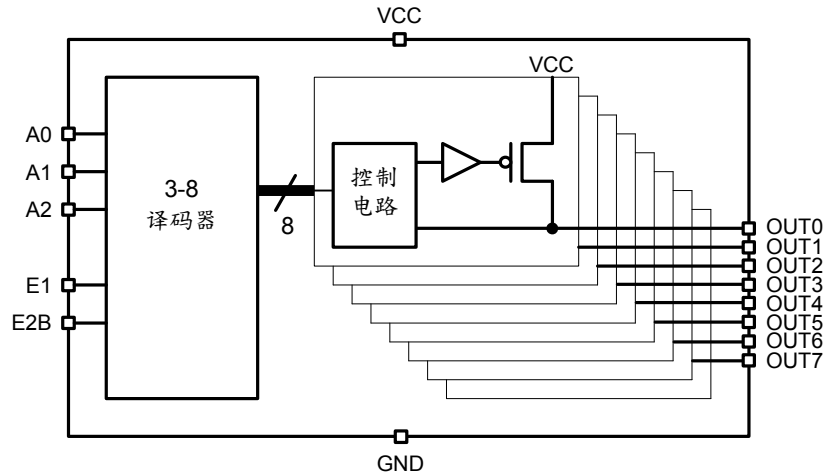 VCC
VCC
A0
A1
A2
E1
E2B
3-8
译码器
8
控制
电路
OUT0
OUT1
OUT2
OUT3
OUT4
OUT5
OUT6
OUT7
GND